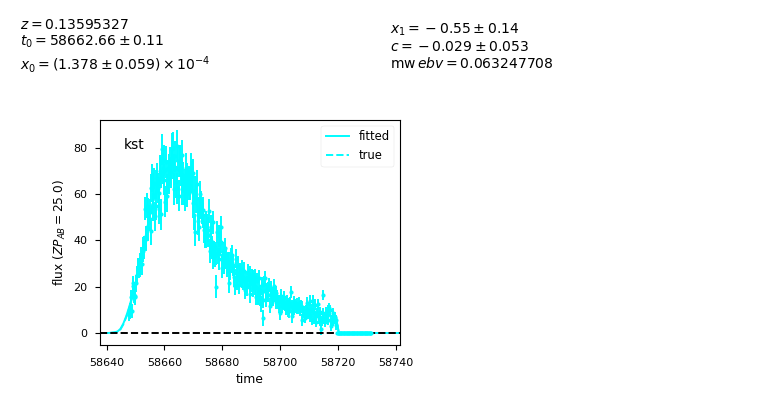 z = 0.13595327
t₀ = 58662.66 ± 0.11
x₀ = (1.378 ± 0.059) × 10⁻⁴
x₁ = −0.55 ± 0.14
c = −0.029 ± 0.053
mw ebv = 0.063247708
kst
fitted
true
80
60
40
20
0
flux (ZP_AB = 25.0)
58640 58660 58680 58700 58720 58740
time